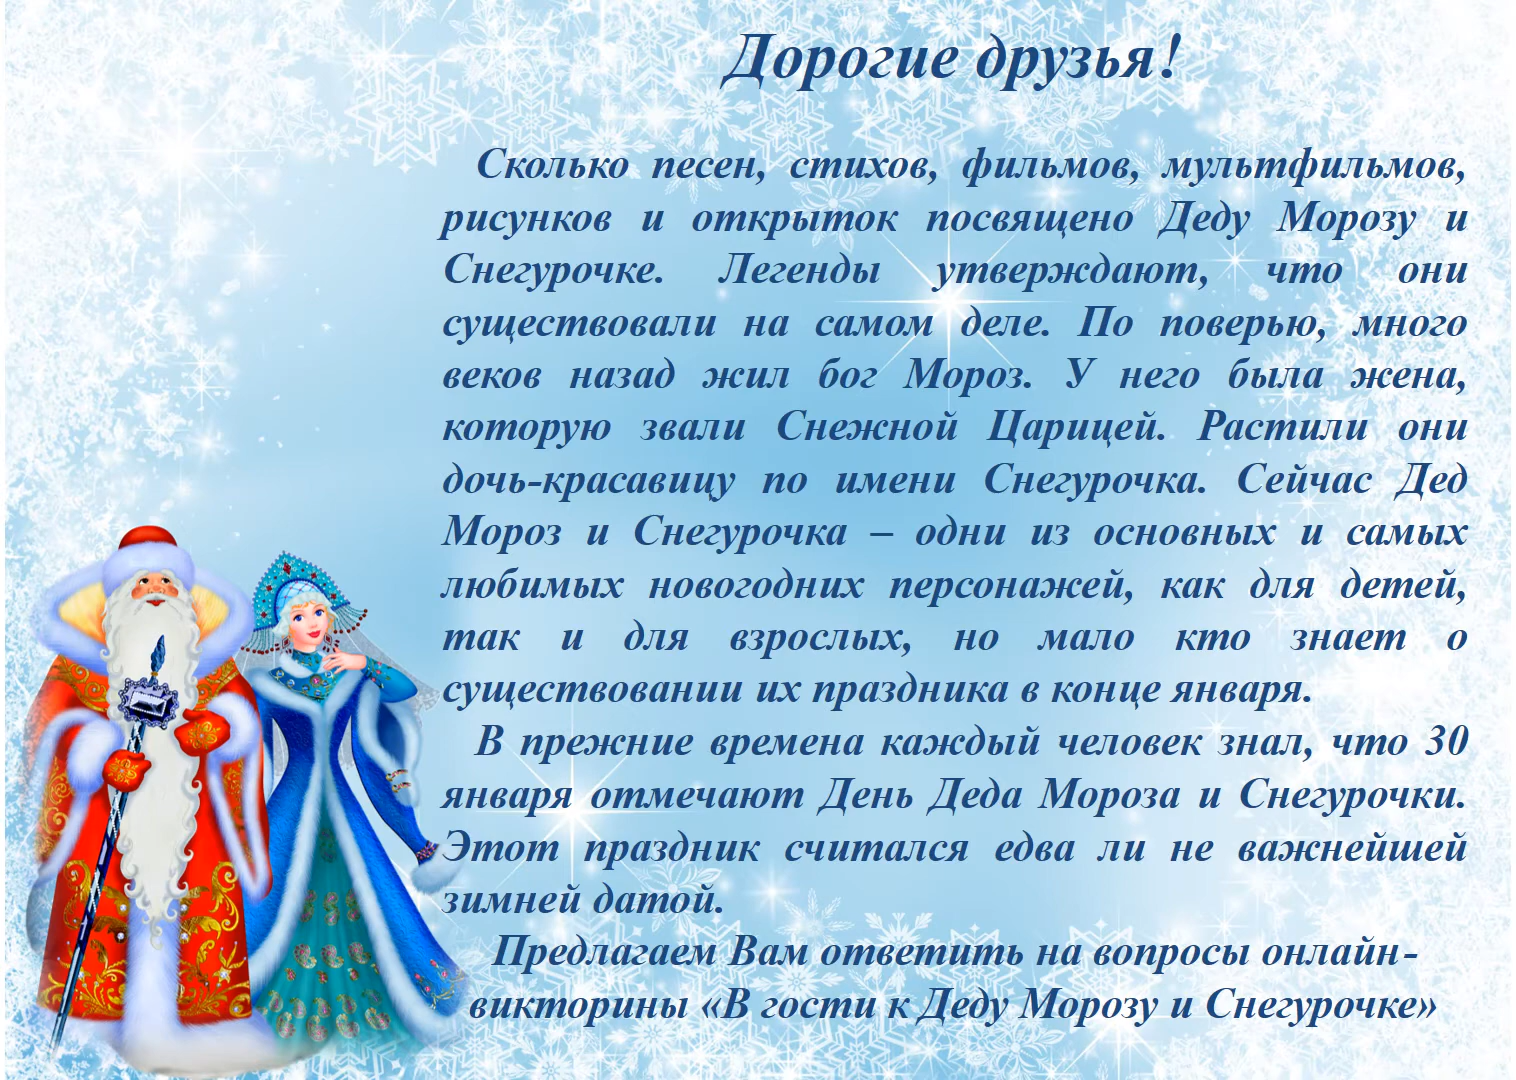 Дорогие друзья!
Сколько песен, стихов, фильмов, мультфильмов,
рисунков и открыток посвящено Деду Морозу и
Снегурочке. Легенды утверждают, что они
существовали на самом деле. По поверью, много
веков назад жил бог Мороз. У него была жена,
которую звали Снежной Царицей. Растили они
дочь-красавицу по имени Снегурочка. Сейчас Дед
Мороз и Снегурочка – одни из основных и самых
любимых новогодних персонажей, как для детей,
так и для взрослых, но мало кто знает о
существовании их праздника в конце января.
В прежние времена каждый человек знал, что 30
января отмечают День Деда Мороза и Снегурочки.
Этот праздник считался едва ли не важнейшей
зимней датой.
Предлагаем Вам ответить на вопросы онлайн-
викторины «В гости к Деду Морозу и Снегурочке»